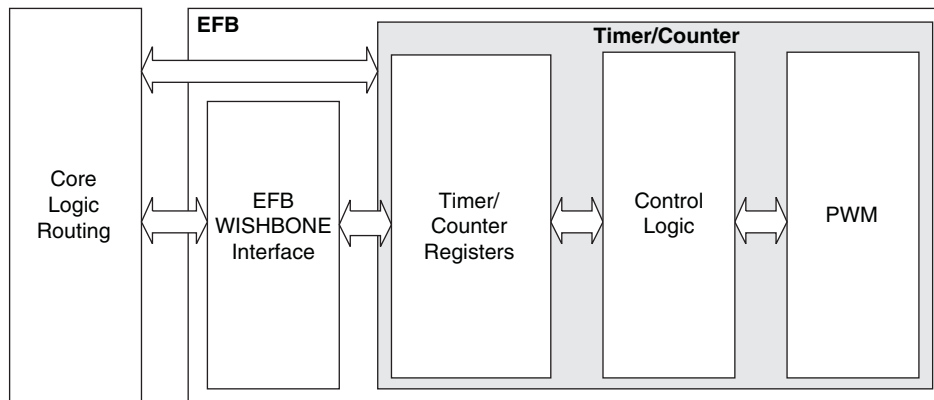 EFB
Timer/Counter
Core
Logic
Routing
EFB
WISHBONE
Interface
Timer/
Counter
Registers
Control
Logic
PWM